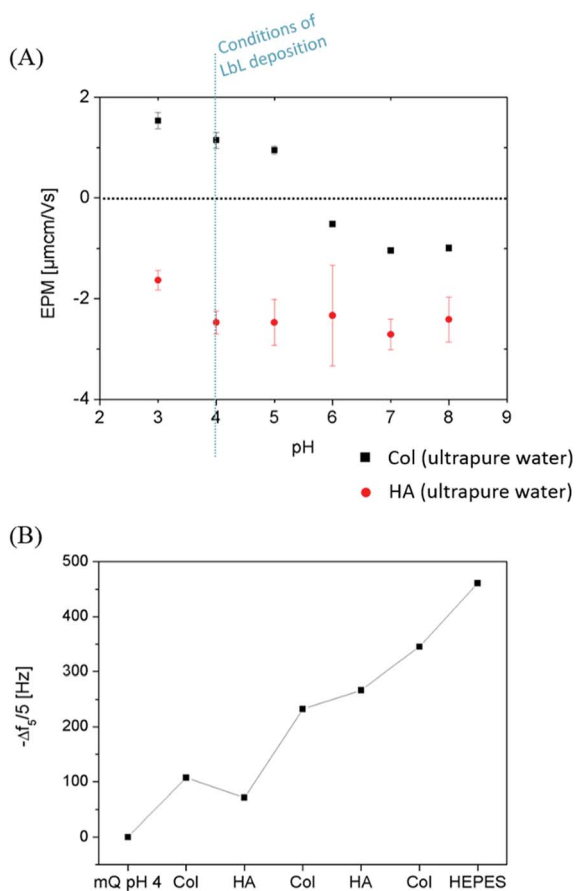 (A)
Conditions of
LbL deposition
2
0
-2
-4
EPM [µmcm/Vs]
2 3 4 5 6 7 8 9
pH
Col (ultrapure water)
HA (ultrapure water)
(B)
500
400
300
200
100
0
-Δf5/5 [Hz]
mQ pH 4 Col HA Col HA Col HEPES